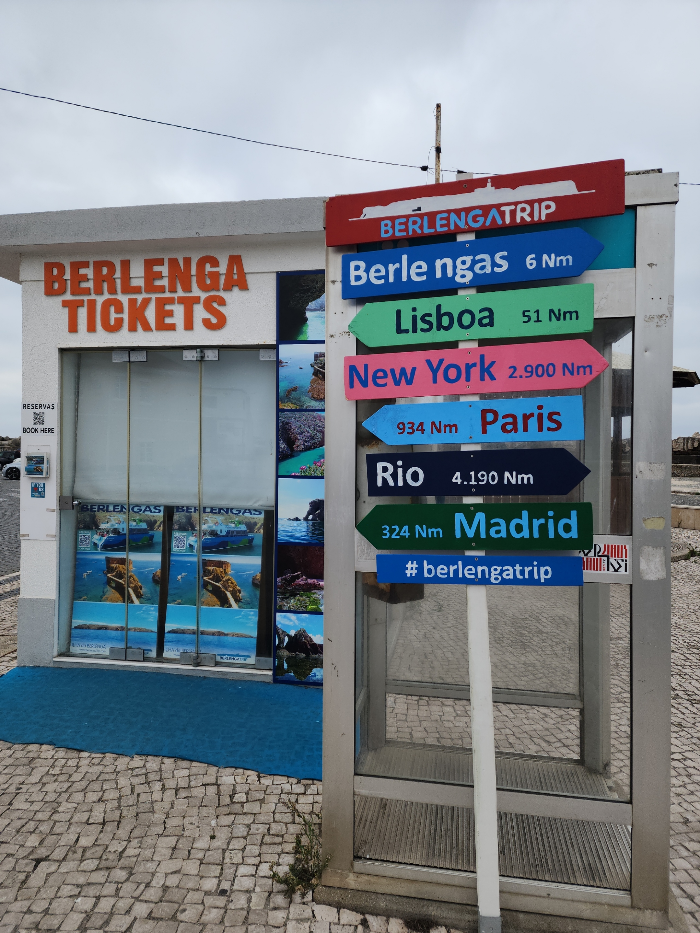 BERLENGATRIP
Berlengas 6 Nm
Lisboa 51 Nm
New York 2.900 Nm
934 Nm Paris
Rio 4.190 Nm
324 Nm Madrid
# berlengatrip
BERLENGA
TICKETS
RESERVAS
BOOK HERE
BERLENGAS
BERLENGAS